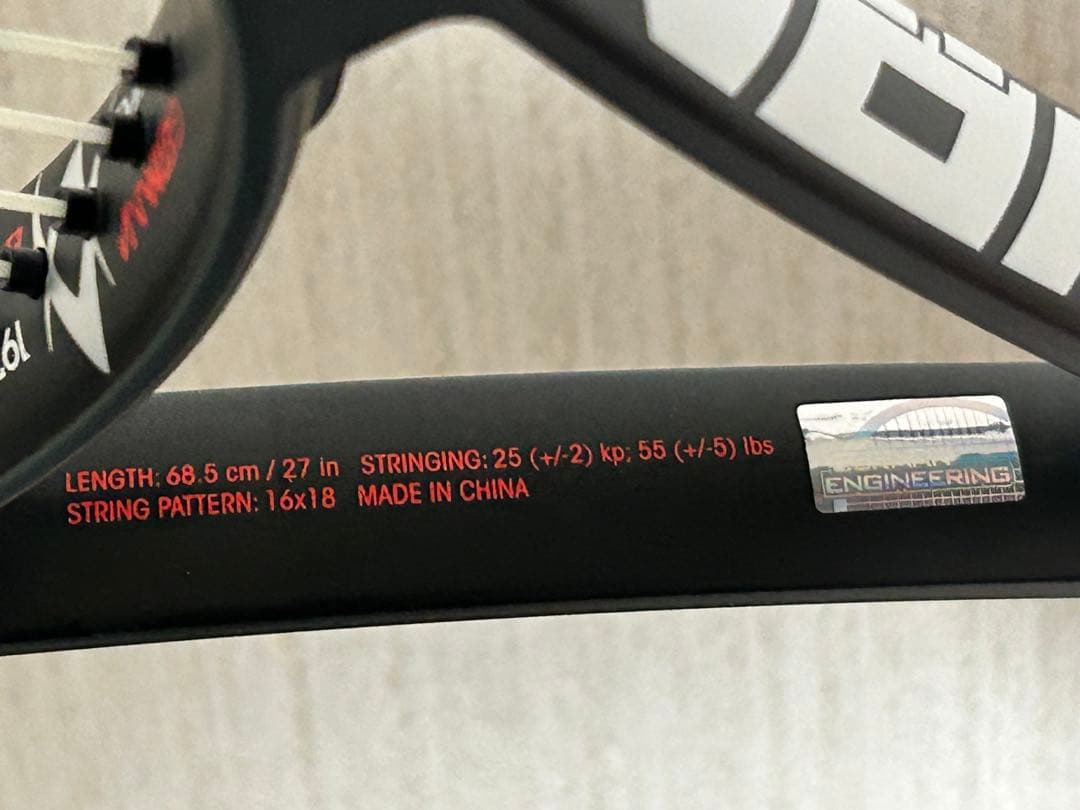 LENGTH: 68.5 cm / 27 in STRINGING: 25 (+/-2) kp; 55 (+/-5) lbs
STRING PATTERN: 16x18 MADE IN CHINA
ENGINEERING